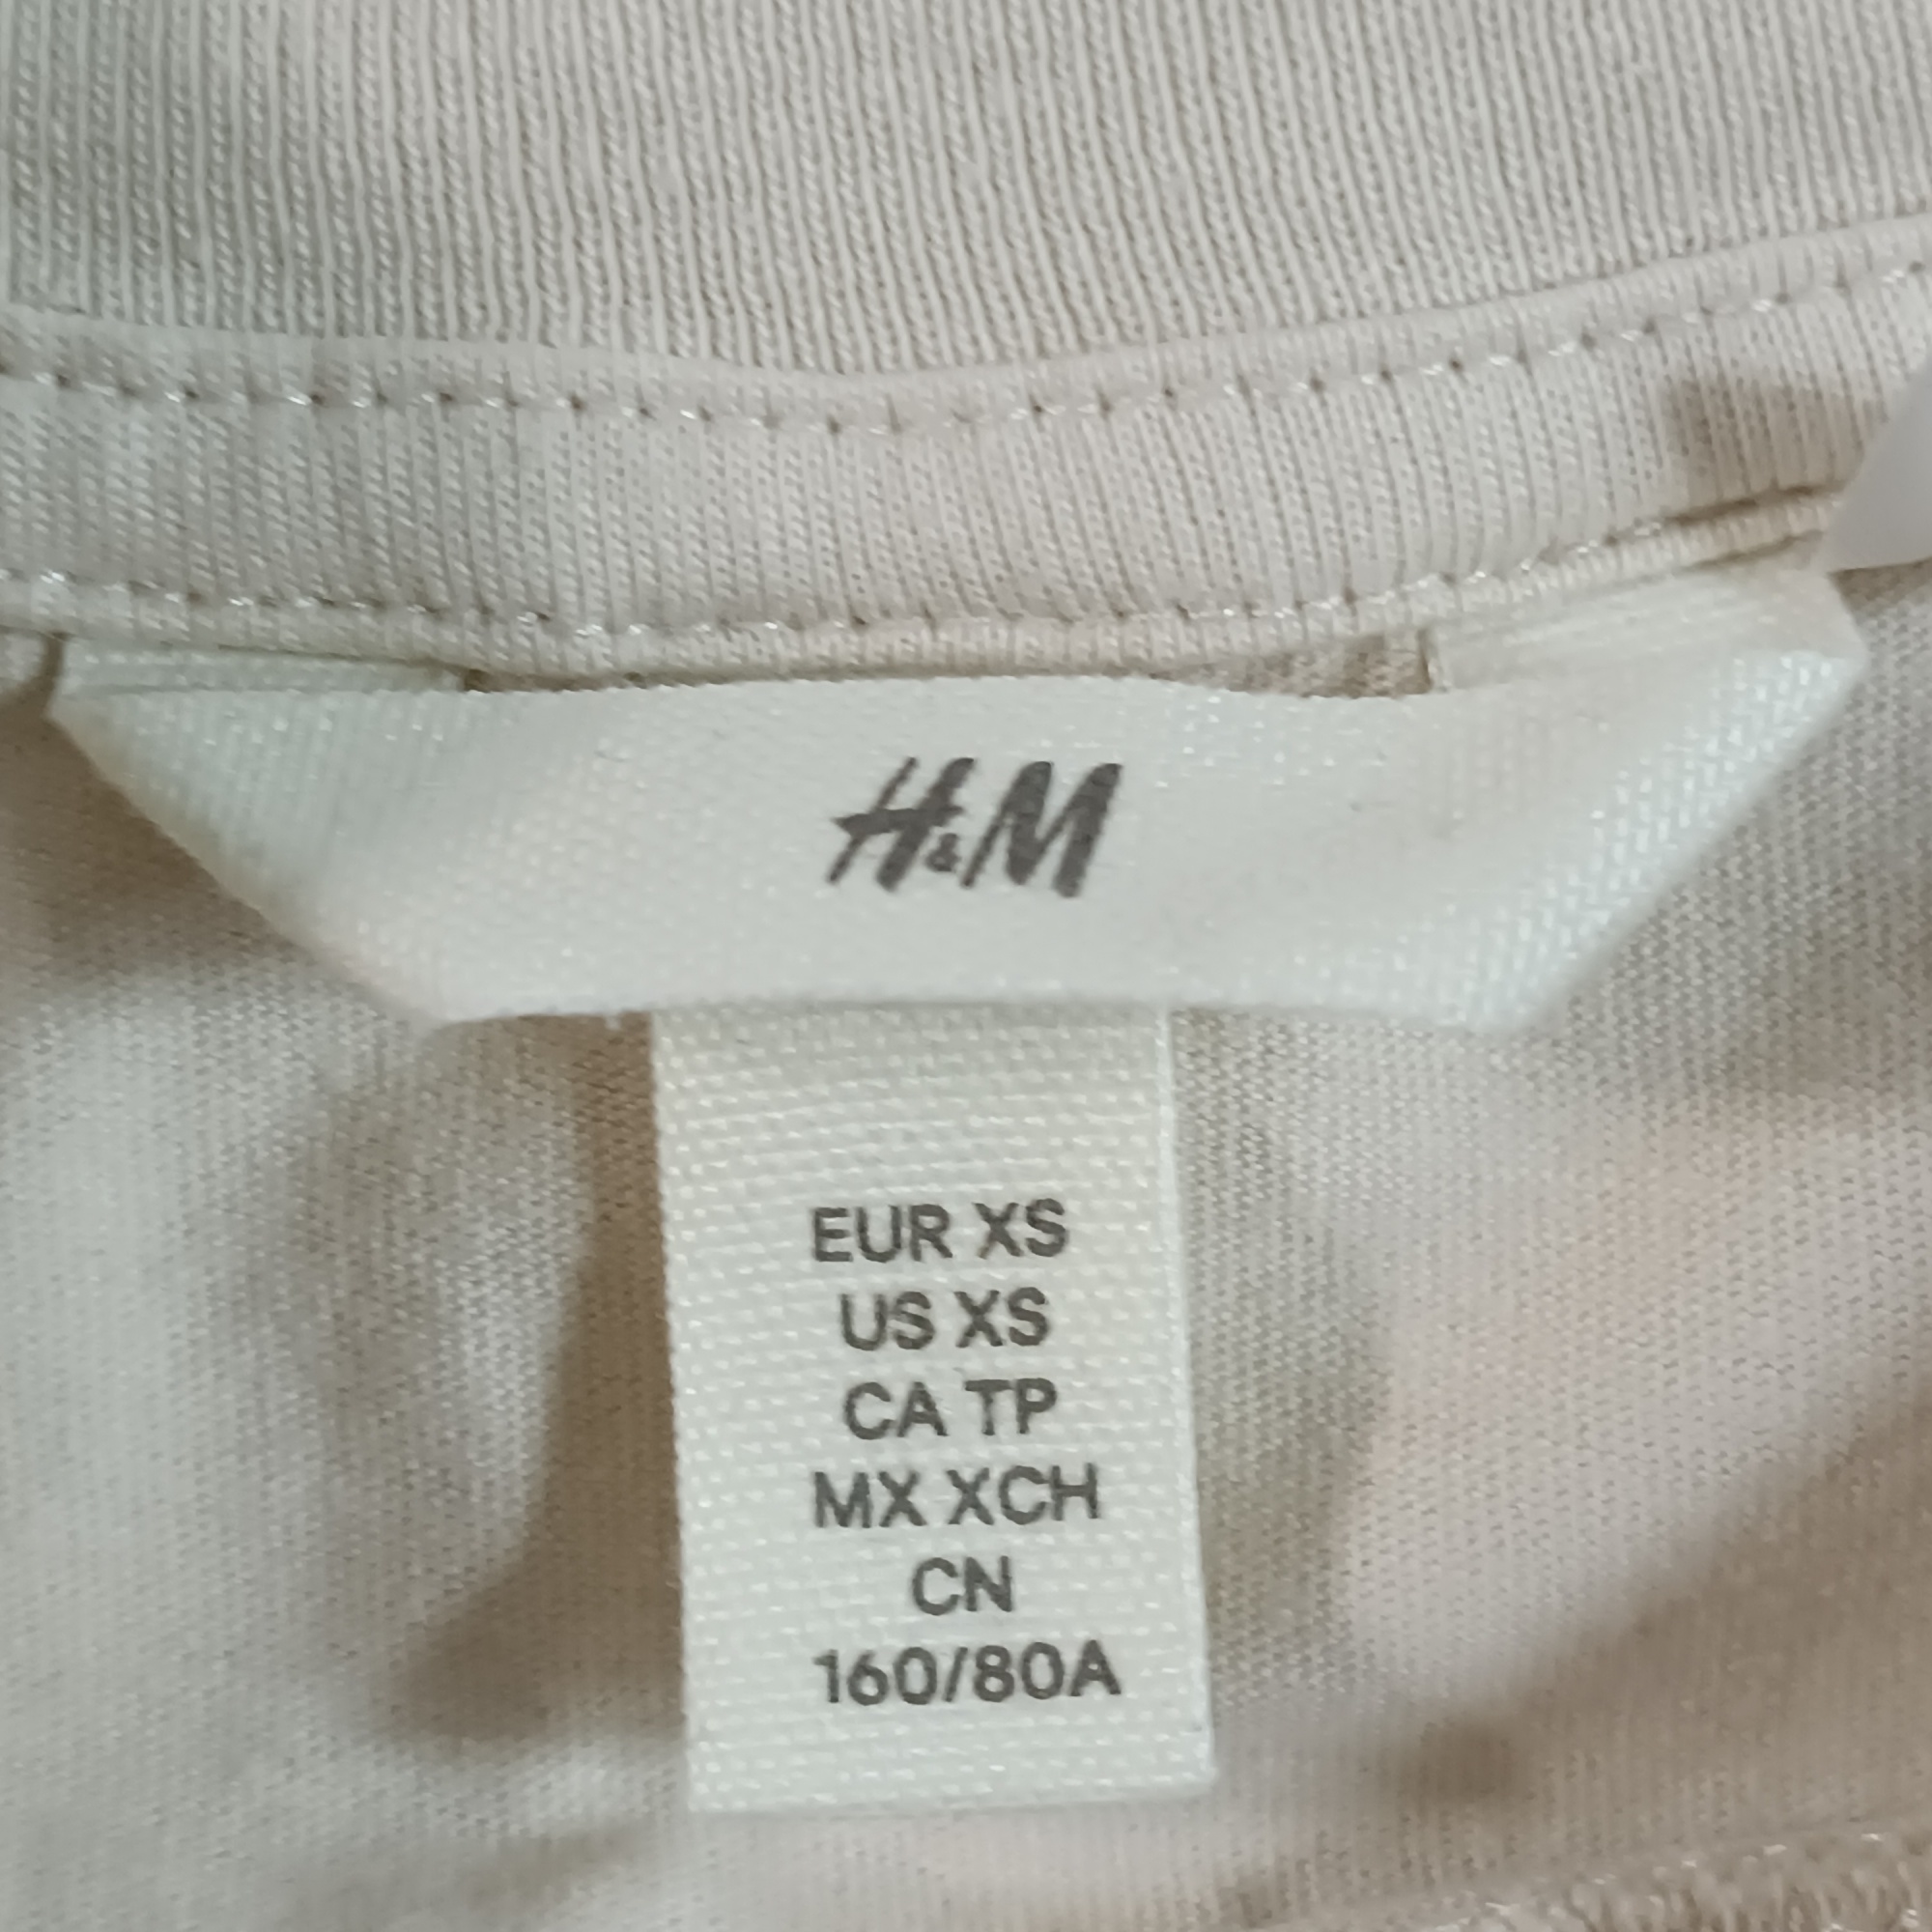 H&M
EUR XS
US XS
CA TP
MX XCH
CN
160/80A